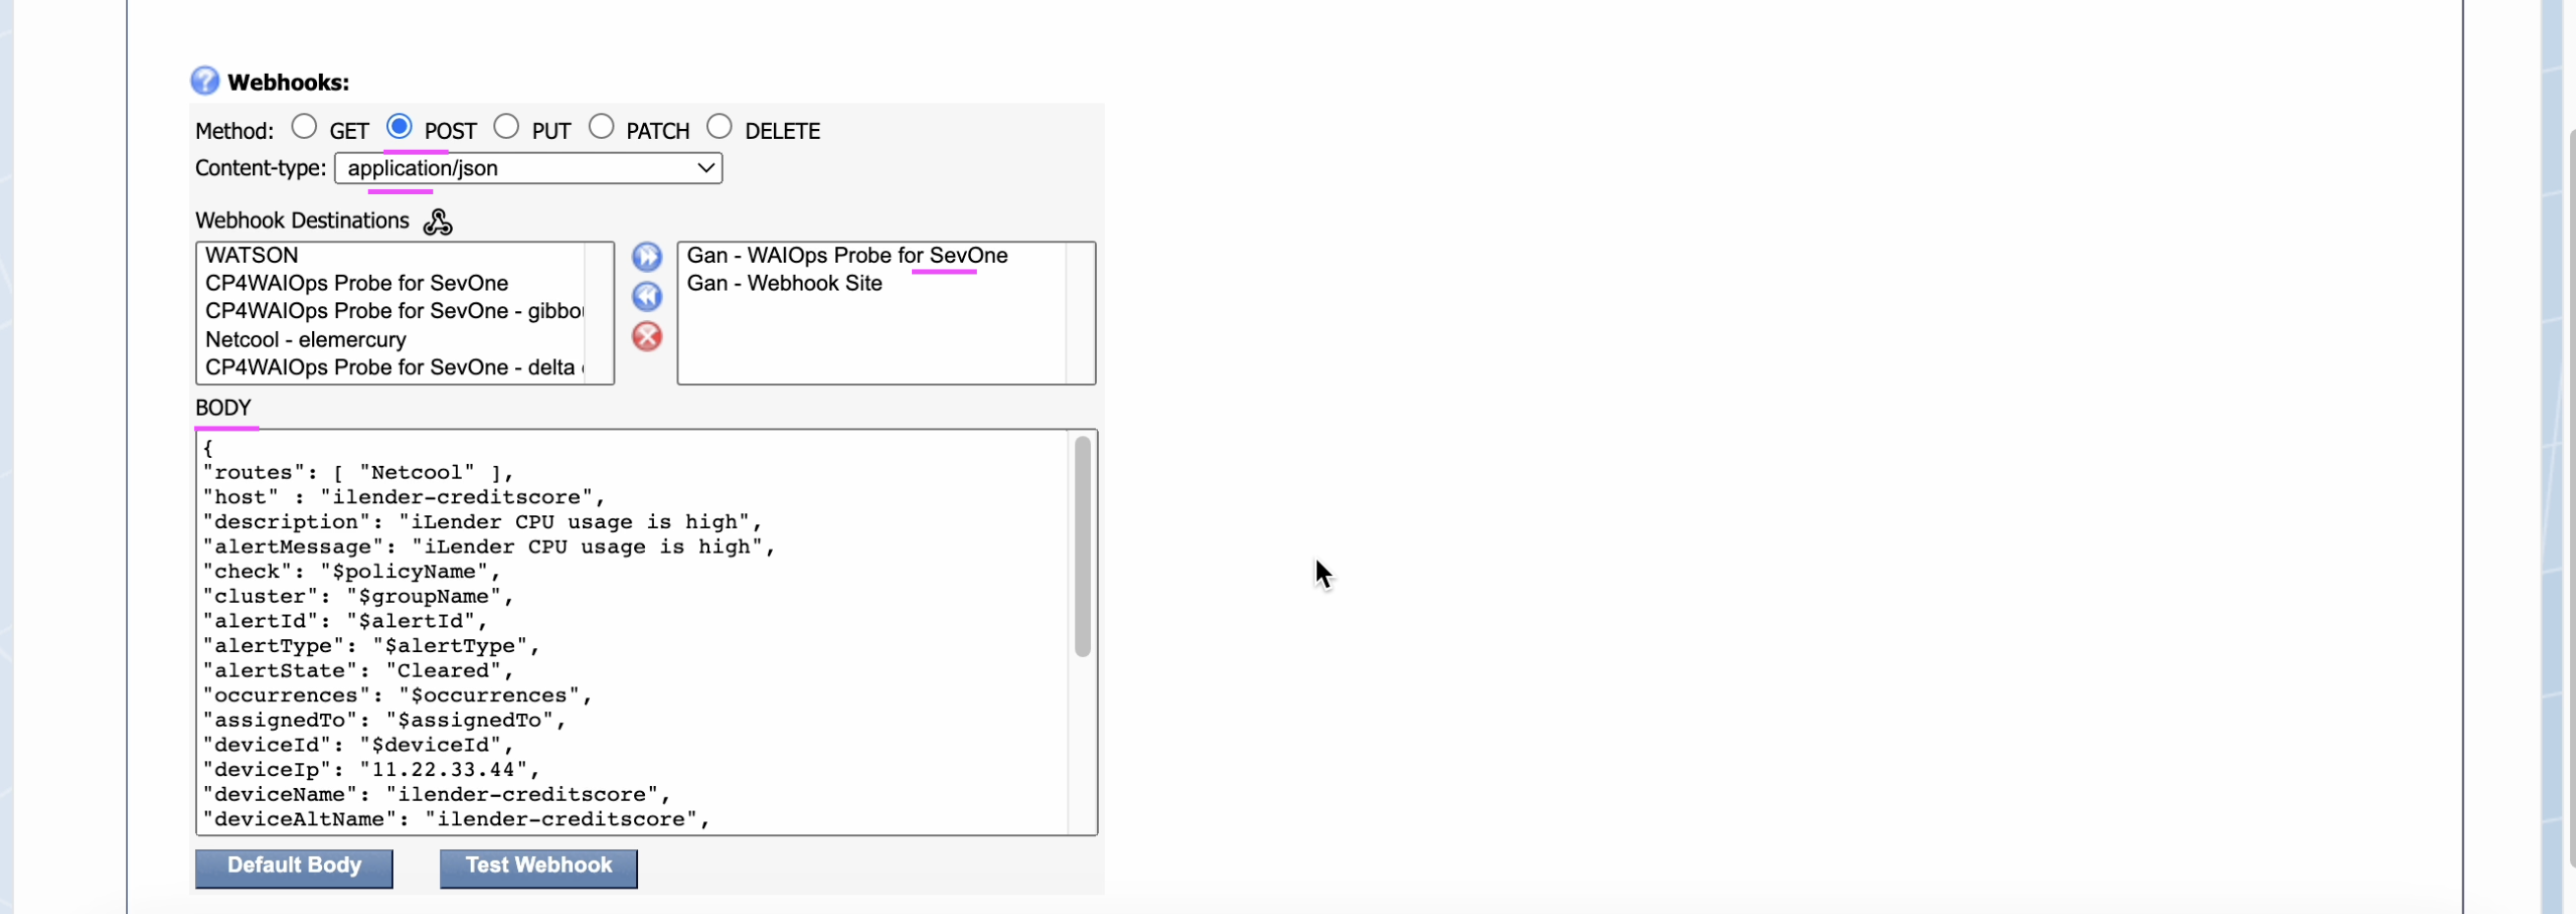 Webhooks:
Method: GET POST PUT PATCH DELETE
Content-type: application/json
Webhook Destinations
WATSON
CP4WAIOps Probe for SevOne
CP4WAIOps Probe for SevOne - gibbo
Netcool - elemercury
CP4WAIOps Probe for SevOne - delta
Gan - WAIOps Probe for SevOne
Gan - Webhook Site
BODY
{
"routes": [ "Netcool" ],
"host" : "ilender-creditscore",
"description": "iLender CPU usage is high",
"alertMessage": "iLender CPU usage is high",
"check": "$policyName",
"cluster": "$groupName",
"alertId": "$alertId",
"alertType": "$alertType",
"alertState": "Cleared",
"occurrences": "$occurrences",
"assignedTo": "$assignedTo",
"deviceId": "$deviceId",
"deviceIp": "11.22.33.44",
"deviceName": "ilender-creditscore",
"deviceAltName": "ilender-creditscore",
Default Body Test Webhook